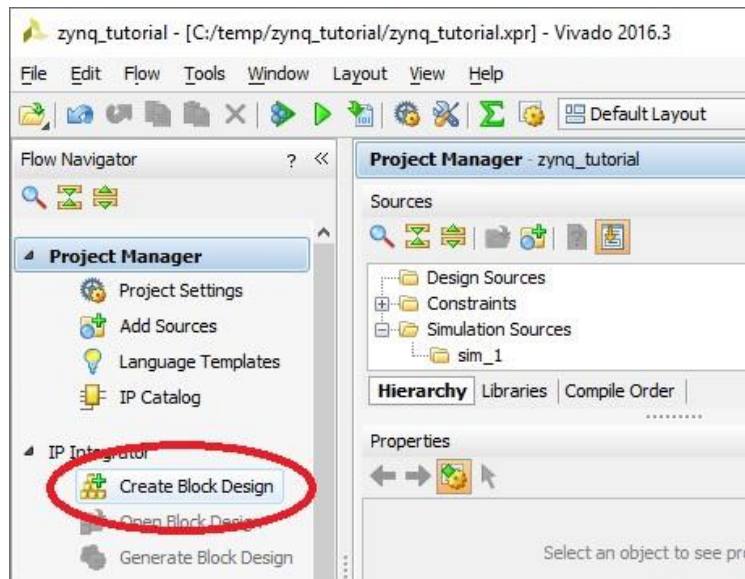 zynq_tutorial - [C:/temp/zynq_tutorial/zynq_tutorial.xpr] - Vivado 2016.3
File Edit Flow Tools Window Layout View Help
Default Layout
Flow Navigator ? «
Project Manager
Project Settings
Add Sources
Language Templates
IP Catalog
IP Integrator
Create Block Design
Open Block Design
Generate Block Design
Project Manager - zynq_tutorial
Sources
Design Sources
Constraints
Simulation Sources
sim_1
Hierarchy Libraries Compile Order
Properties
Select an object to see pro